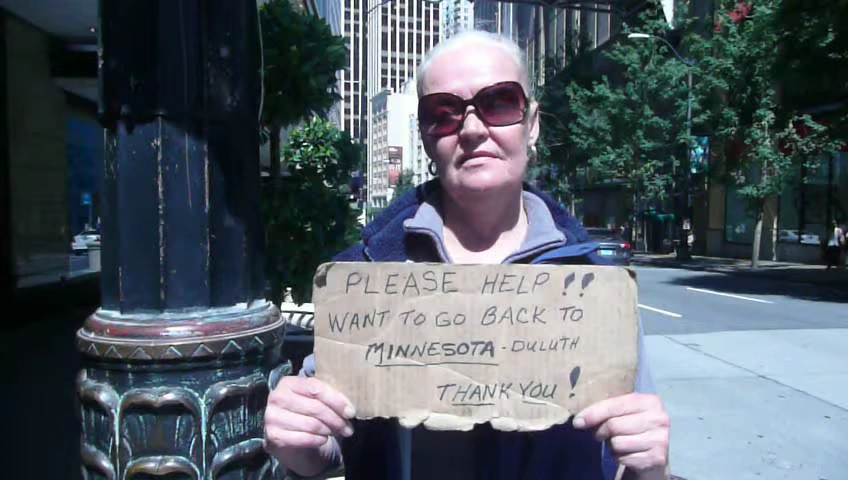 PLEASE HELP!!
WANT TO GO BACK TO
MINNESOTA - DULUTH
THANK YOU!